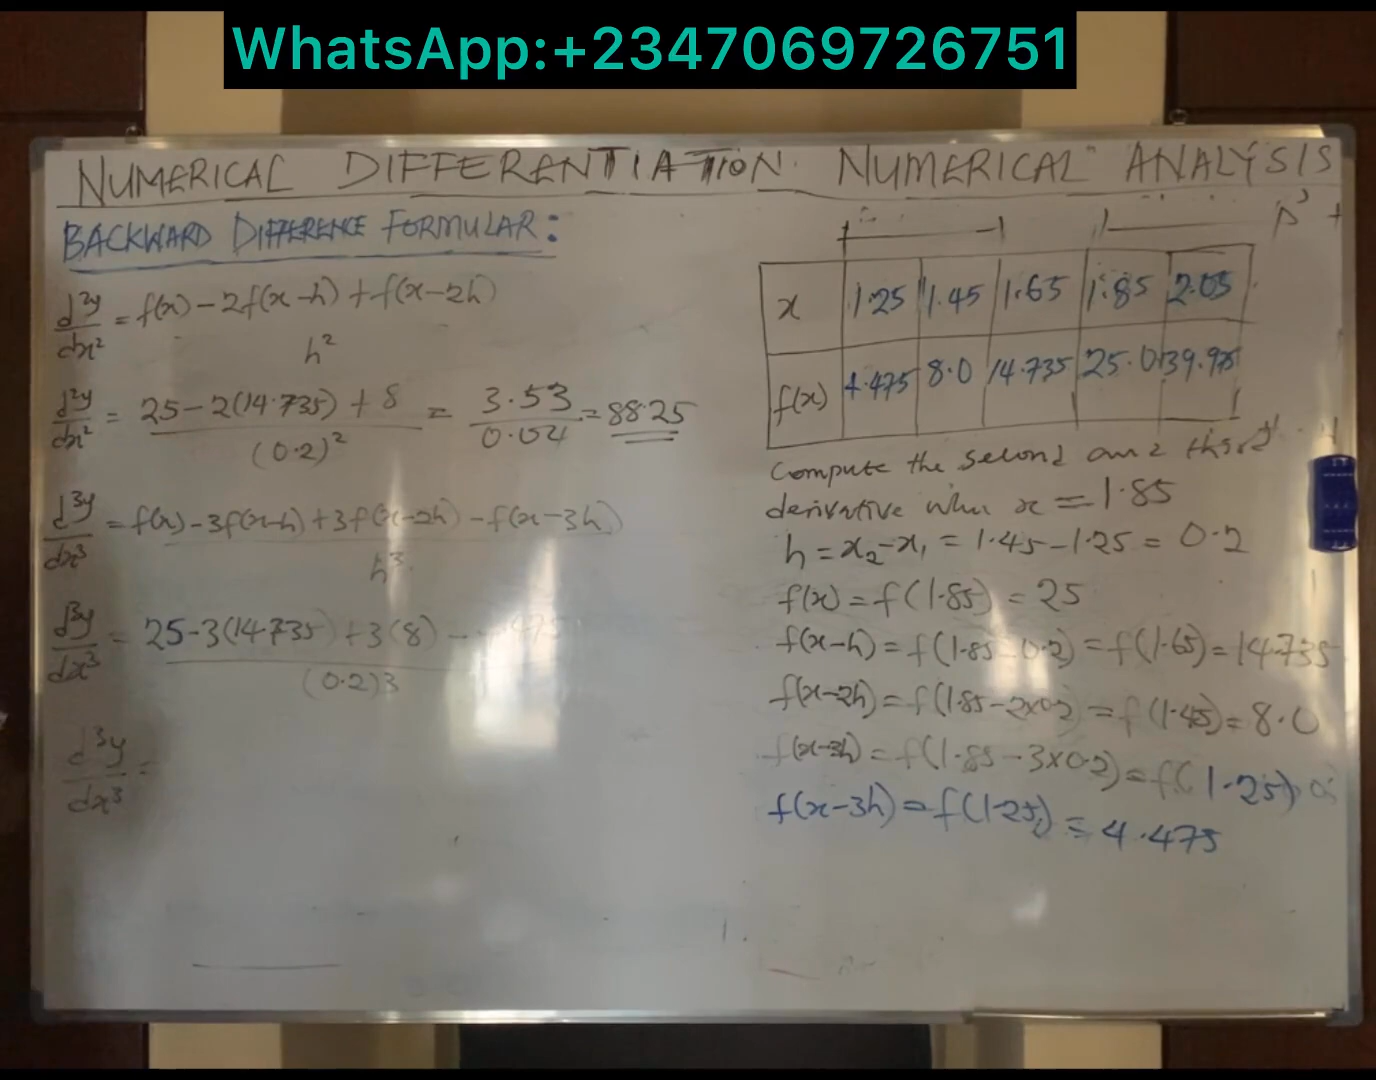 WhatsApp:+2347069726751
NUMERICAL DIFFERENTIATION. NUMERICAL ANALYSIS
BACKWARD DIFFERENCE FORMULAR:
d²y/dx² = f(x) - 2f(x-h) + f(x-2h) / h²
d²y/dx² = 25 - 2(14.735) + 8 / (0.2)² = 3.53 / 0.04 = 88.25
d³y/dx³ = f(x) - 3f(x-h) + 3f(x-2h) - f(x-3h) / h³
d³y/dx³ = 25 - 3(14.735) + 3(8) - / (0.2)3
d³y/dx³ =
x 1.25 1.45 1.65 1.85 2.05
f(x) 4.475 8.0 14.735 25.0 39.975
Compute the second and third
derivative when x = 1.85
h = x₂ - x₁ = 1.45 - 1.25 = 0.2
f(x) = f(1.85) = 25
f(x-h) = f(1.85 - 0.2) = f(1.65) = 14.735
f(x-2h) = f(1.85 - 2×0.2 = f(1.45) = 8.0
f(x-3h) = f(1.85 - 3×0.2) = f(1.25)
f(x-3h) = f(1.25) = 4.475